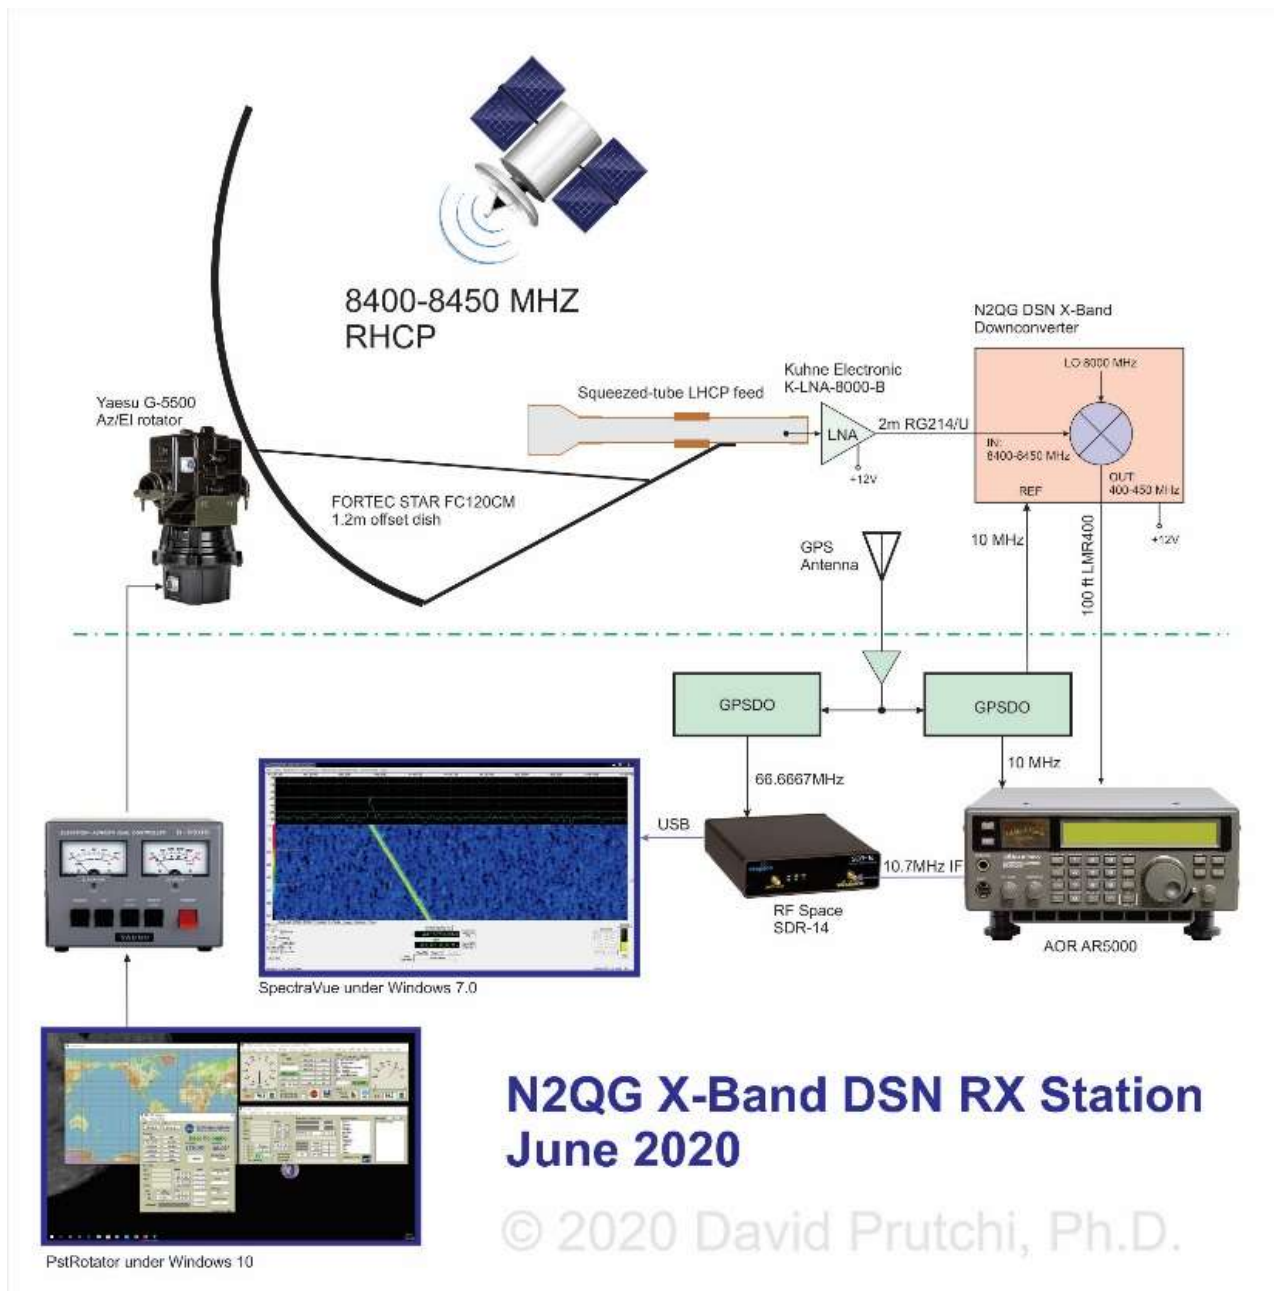 8400-8450 MHZ
RHCP
N2QG DSN X-Band
Downconverter
LO:8000 MHz
Kuhne Electronic
K-LNA-8000-B
Squeezed-tube LHCP feed
Yaesu G-5500
Az/El rotator
LNA
2m RG214/U
IN:
8400-8450 MHz
+12V
OUT:
400-450 MHz
REF
FORTEC STAR FC120CM
1.2m offset dish
GPS
Antenna
10 MHz
100 ft LMR400
+12V
GPSDO
GPSDO
66.6667MHz
10 MHz
USB
SDR-14
10.7MHz IF
RF Space
SDR-14
AOR AR5000
YAESU
SpectraVue under Windows 7.0
N2QG X-Band DSN RX Station
June 2020
© 2020 David Prutchi, Ph.D.
PstRotator under Windows 10